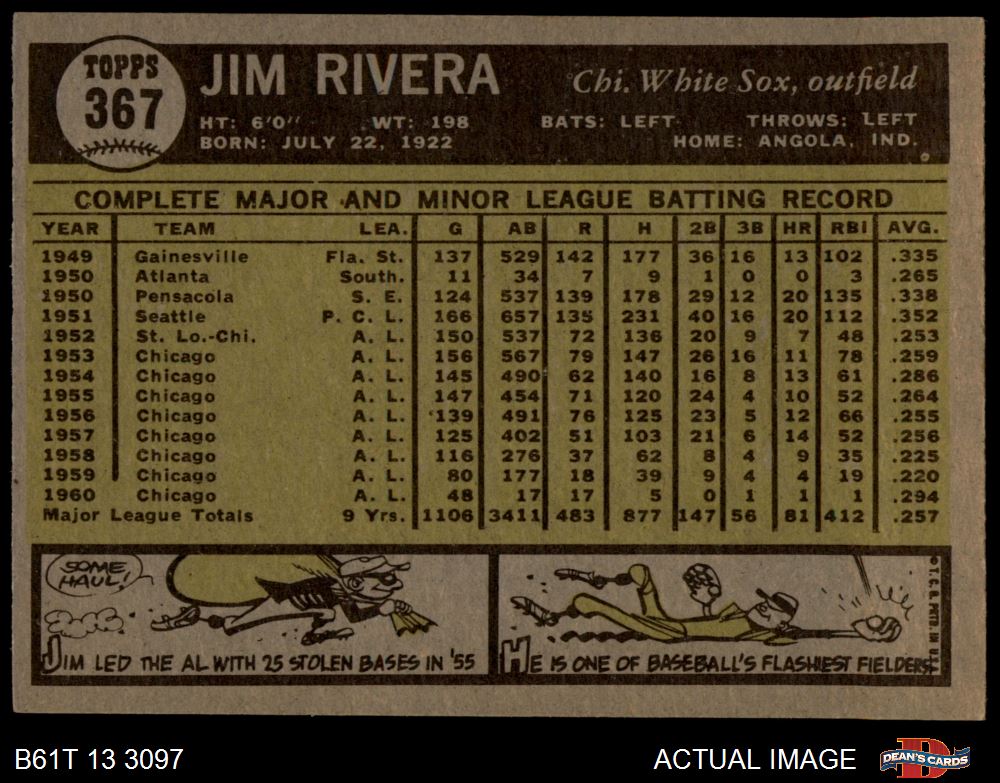 TOPPS
367
JIM RIVERA
Chi. White Sox, outfield
HT: 6'0" WT: 198 BATS: LEFT THROWS: LEFT
BORN: JULY 22, 1922 HOME: ANGOLA, IND.
COMPLETE MAJOR AND MINOR LEAGUE BATTING RECORD
YEAR TEAM LEA. G AB R H 2B 3B HR RBI AVG.
1949 Gainesville Fla. St. 137 529 142 177 36 16 13 102 .335
1950 Atlanta South. 11 34 7 9 1 0 0 3 .265
1950 Pensacola S. E. 124 537 139 178 29 12 20 135 .338
1951 Seattle P. C. L. 166 657 135 231 40 16 20 112 .352
1952 St. Lo.-Chi. A. L. 150 537 72 136 20 9 7 48 .253
1953 Chicago A. L. 156 567 79 147 26 16 11 78 .259
1954 Chicago A. L. 145 490 62 140 16 8 13 61 .286
1955 Chicago A. L. 147 454 71 120 24 4 10 52 .264
1956 Chicago A. L. 139 491 76 125 23 5 12 66 .255
1957 Chicago A. L. 125 402 51 103 21 6 14 52 .256
1958 Chicago A. L. 116 276 37 62 8 4 9 35 .225
1959 Chicago A. L. 80 177 18 39 9 4 4 19 .220
1960 Chicago A. L. 48 17 17 5 0 1 1 1 .294
Major League Totals 9 Yrs. 1106 3411 483 877 147 56 81 412 .257
SOME
HAUL!
JIM LED THE AL WITH 25 STOLEN BASES IN '55
HE IS ONE OF BASEBALL'S FLASHIEST FIELDERS.
© T. C. G. PRTD. IN U.S.A.
B61T 13 3097
ACTUAL IMAGE
DEAN'S CARDS